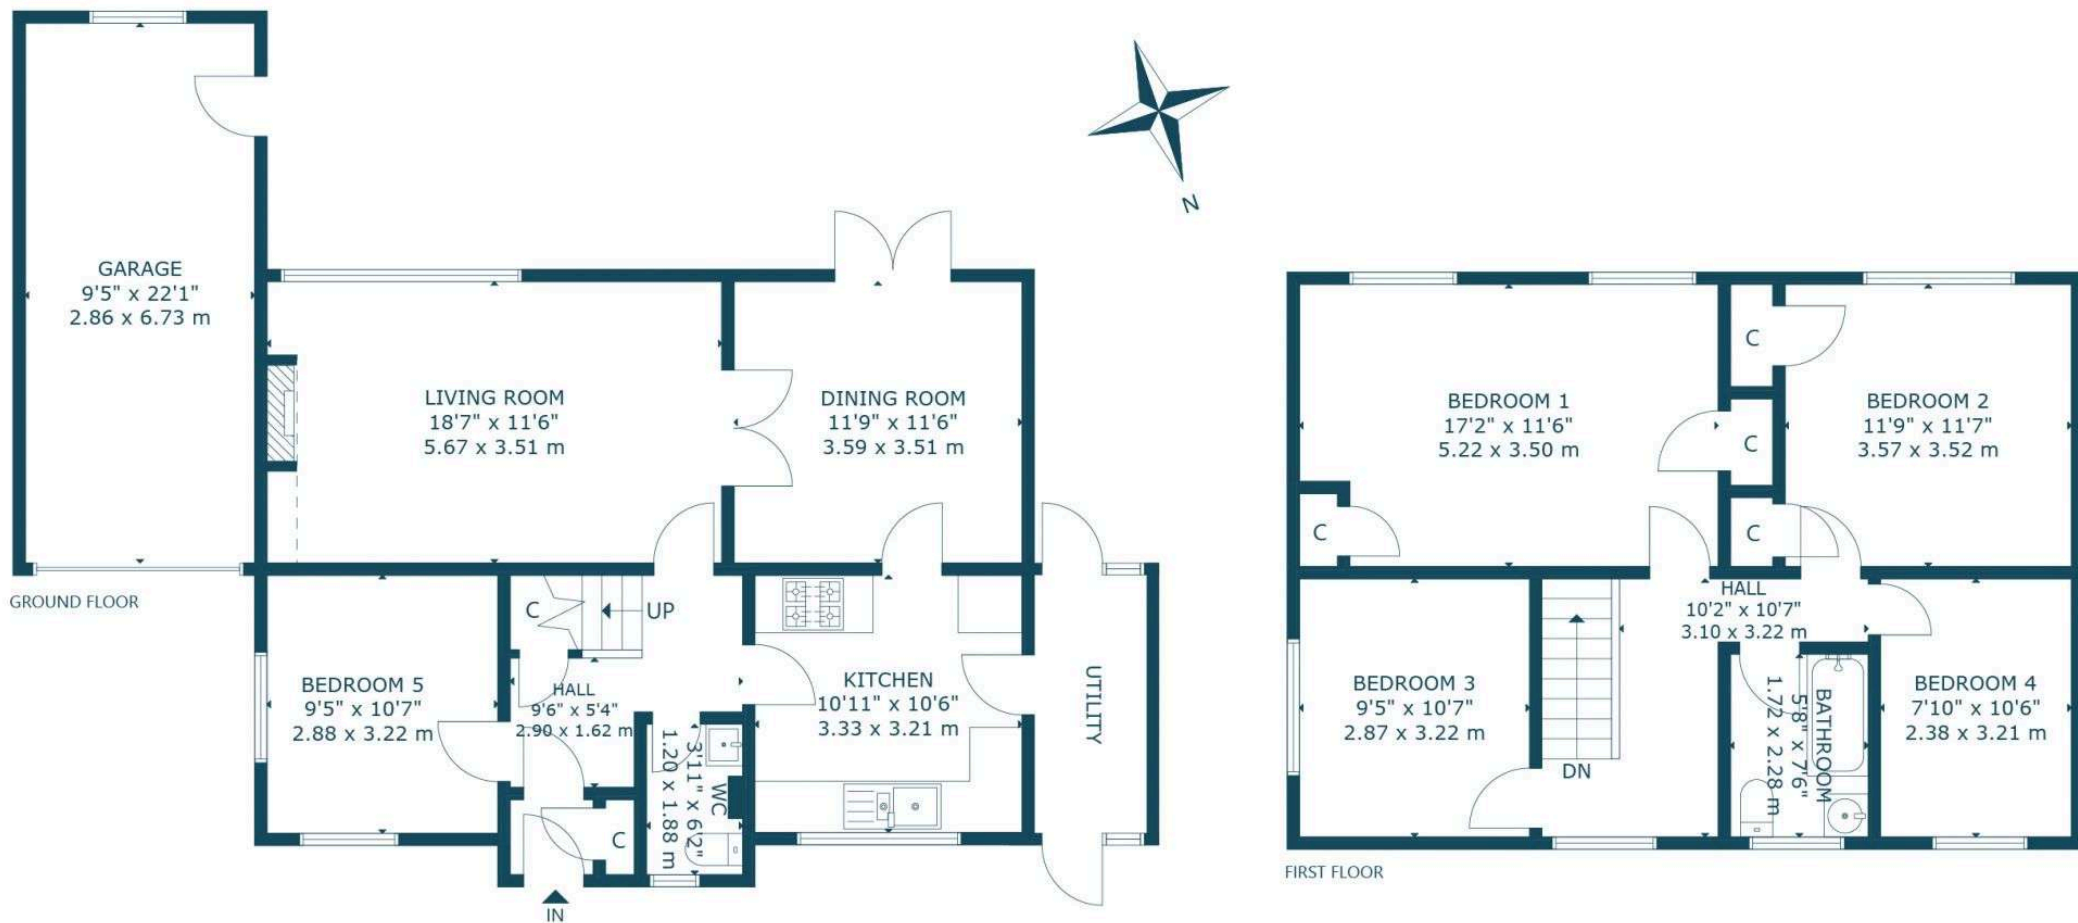 GARAGE
9'5" x 22'1"
2.86 x 6.73 m
N
LIVING ROOM
18'7" x 11'6"
5.67 x 3.51 m
DINING ROOM
11'9" x 11'6"
3.59 x 3.51 m
GROUND FLOOR
C
UP
BEDROOM 5
9'5" x 10'7"
2.88 x 3.22 m
HALL
9'6" x 5'4"
2.90 x 1.62 m
KITCHEN
10'11" x 10'6"
3.33 x 3.21 m
UTILITY
WC
3'11" x 6'2"
1.20 x 1.88 m
C
IN
BEDROOM 1
17'2" x 11'6"
5.22 x 3.50 m
C
C
C
C
BEDROOM 2
11'9" x 11'7"
3.57 x 3.52 m
HALL
10'2" x 10'7"
3.10 x 3.22 m
BEDROOM 3
9'5" x 10'7"
2.87 x 3.22 m
DN
BATHROOM
5'8" x 7'6"
1.72 x 2.28 m
BEDROOM 4
7'10" x 10'6"
2.38 x 3.21 m
FIRST FLOOR